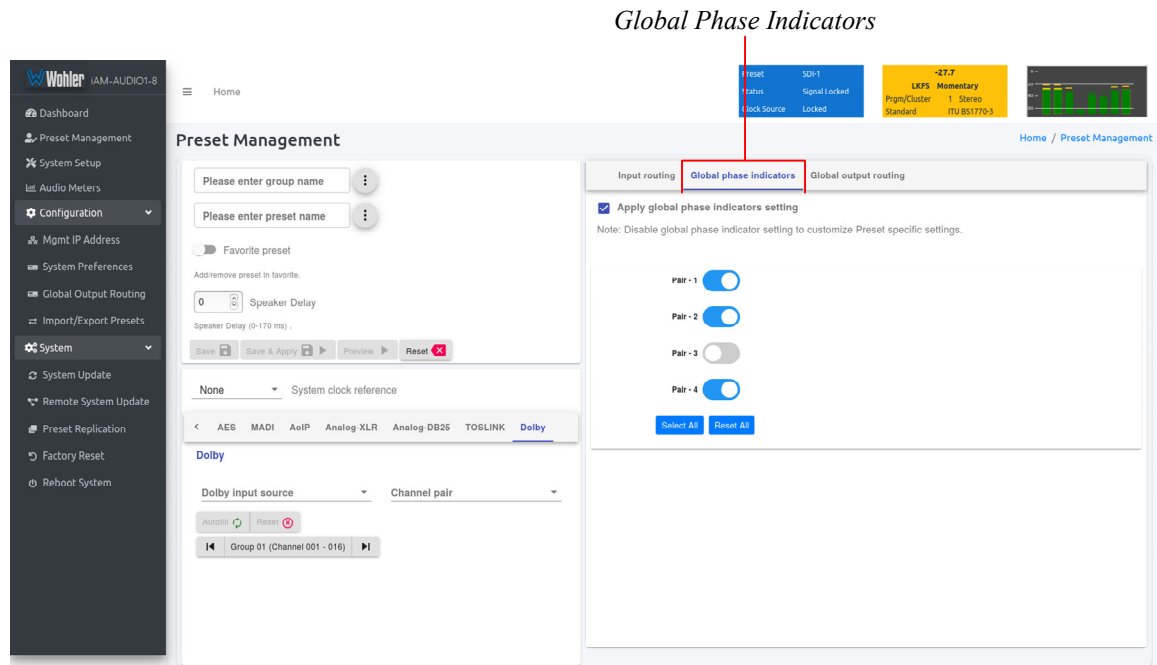 Global Phase Indicators
Wohler iAM-AUDIO1-8
Dashboard
Preset Management
System Setup
Audio Meters
Configuration
Mgmt IP Address
System Preferences
Global Output Routing
Import/Export Presets
System
System Update
Remote System Update
Preset Replication
Factory Reset
Reboot System
Home
Preset SDI-1
Status Signal Locked
Clock Source Locked
-27.7
LKFS Momentary
Prgm/Cluster 1 Stereo
Standard ITU BS1770-3
Preset Management
Home / Preset Management
Please enter group name
Please enter preset name
Favorite preset
Add/remove preset in favorite.
0 Speaker Delay
Speaker Delay (0-170 ms) .
Save Save & Apply Preview Reset
None System clock reference
< AES MADI AoIP Analog-XLR Analog-DB25 TOSLINK Dolby
Dolby
Dolby input source Channel pair
Autofill Reset
Group 01 (Channel 001 - 016)
Input routing Global phase indicators Global output routing
Apply global phase indicators setting
Note: Disable global phase indicator setting to customize Preset specific settings.
Pair - 1
Pair - 2
Pair - 3
Pair - 4
Select All Reset All